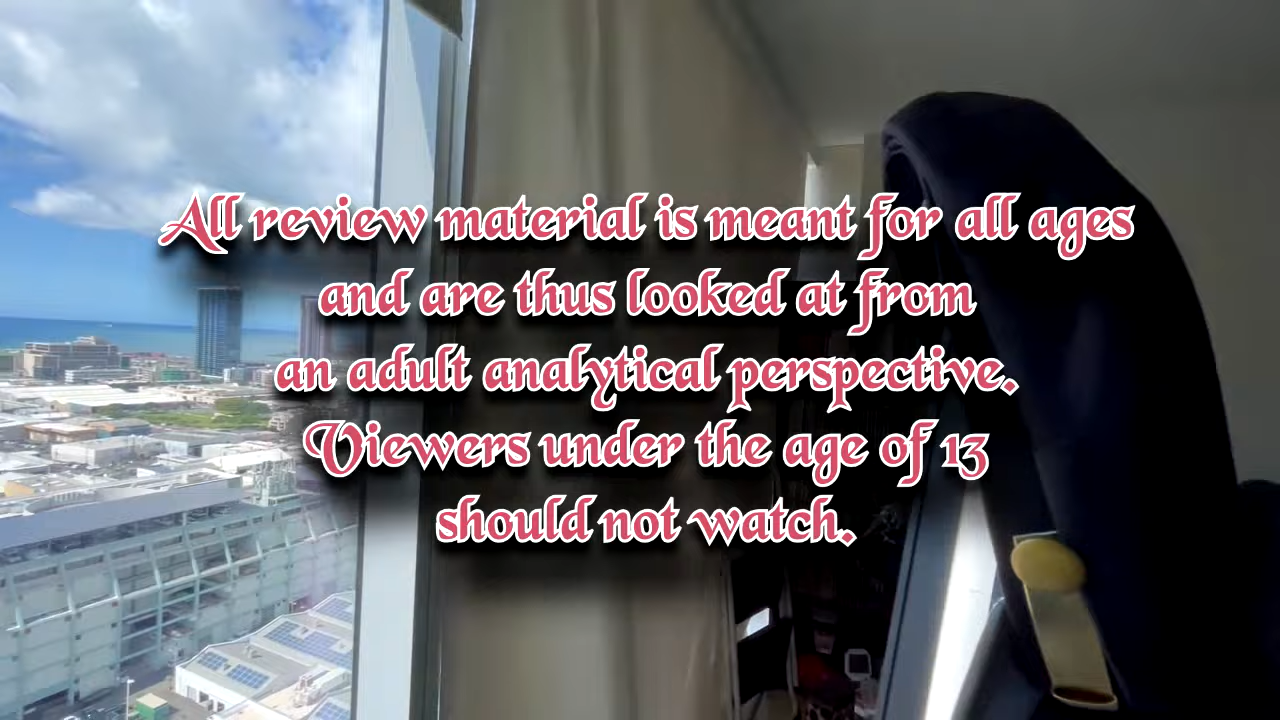 All review material is meant for all ages
and are thus looked at from
an adult analytical perspective.
Viewers under the age of 13
should not watch.